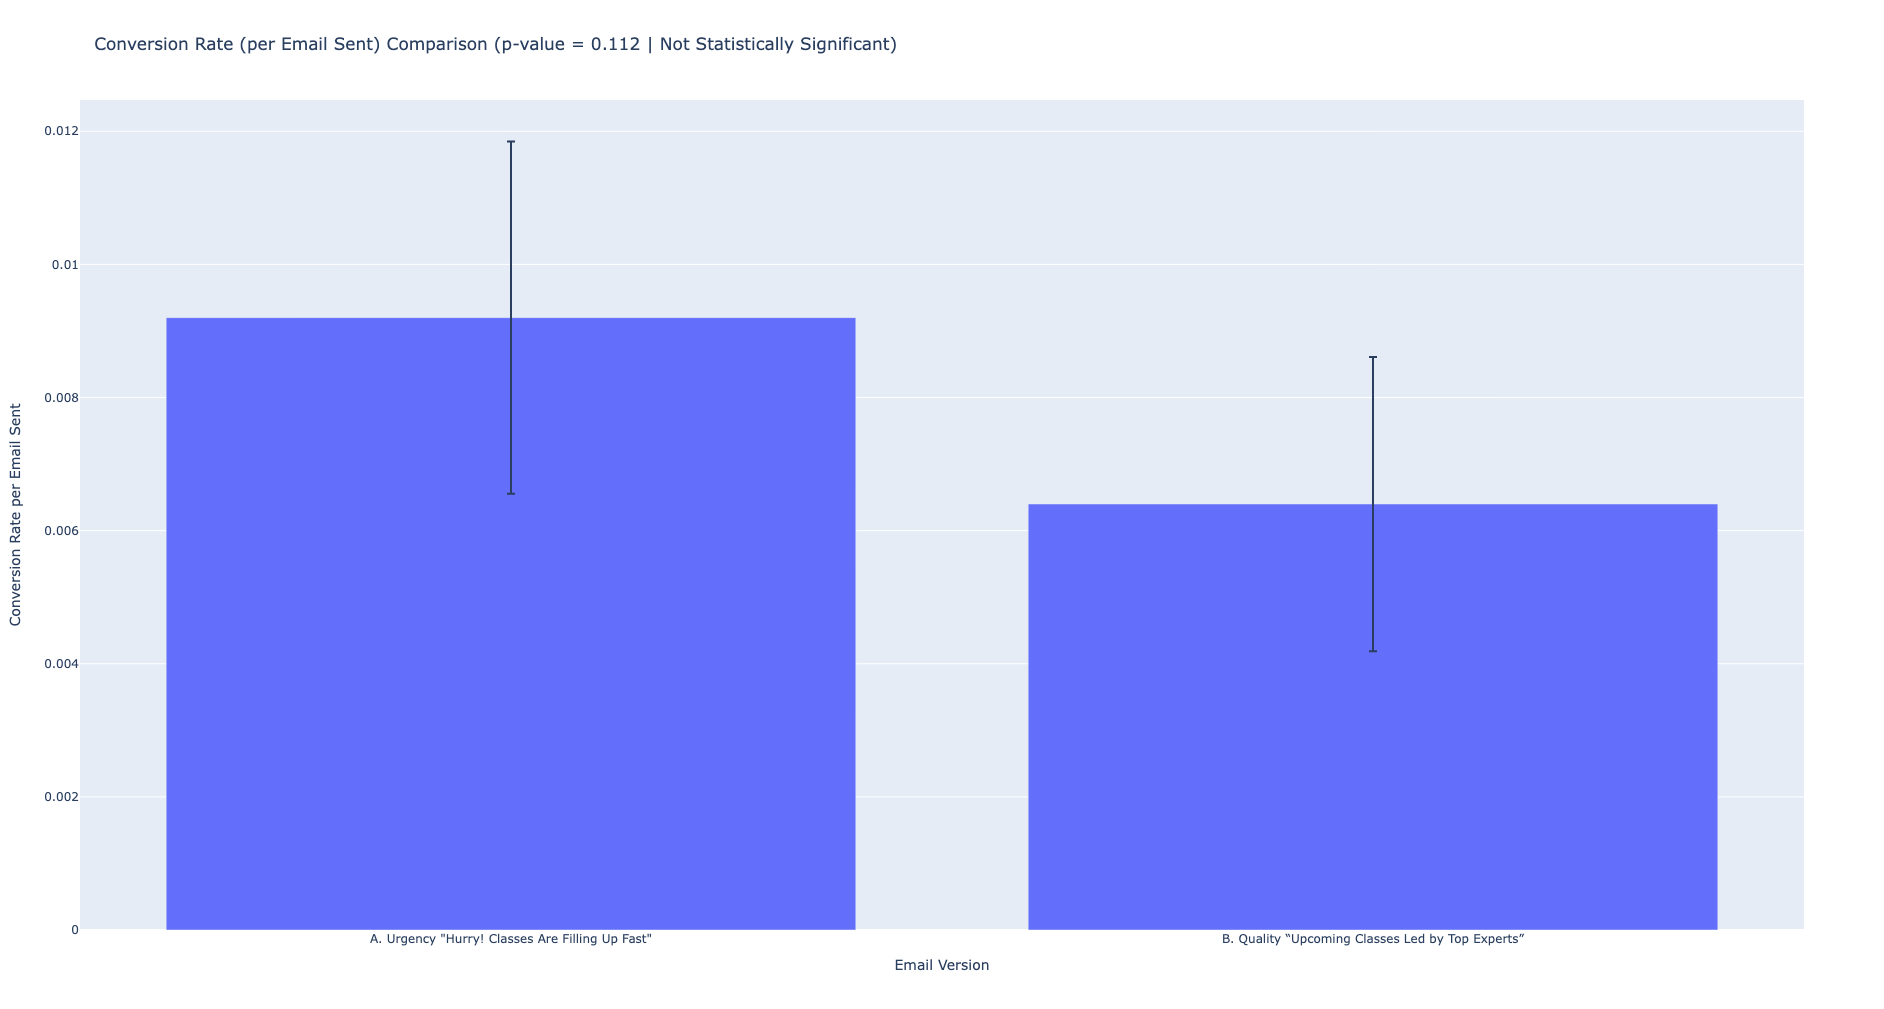 Conversion Rate (per Email Sent) Comparison (p-value = 0.112 | Not Statistically Significant)
Conversion Rate per Email Sent
0.012
0.01
0.008
0.006
0.004
0.002
0
A. Urgency "Hurry! Classes Are Filling Up Fast"
B. Quality “Upcoming Classes Led by Top Experts”
Email Version